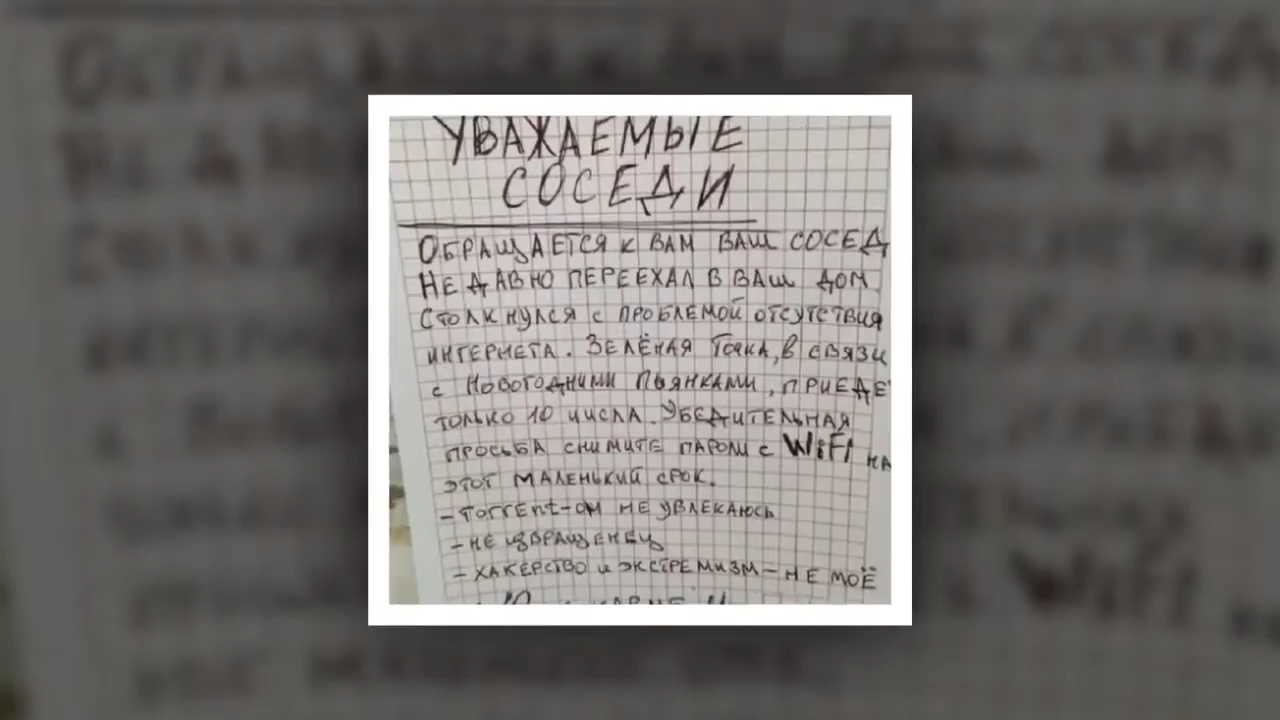 УВАЖАЕМЫЕ
СОСЕДИ
ОБРАЩАЕТСЯ К ВАМ ВАШ СОСЕД
НЕДАВНО ПЕРЕЕХАЛ В ВАШ ДОМ
СТОЛКНУЛСЯ С ПРОБЛЕМОЙ ОТСУТСТВИЯ
ИНТЕРНЕТА. ЗЕЛЁНАЯ ТОЧКА, В СВЯЗИ
С НОВОГОДНИМИ ПЬЯНКАМИ, ПРИЕДЕТ
ТОЛЬКО 10 ЧИСЛА. УБЕДИТЕЛЬНАЯ
ПРОСЬБА СНИМИТЕ ПАРОЛИ С WiFi НА
ЭТОТ МАЛЕНЬКИЙ СРОК.
- TorrEnt-ОМ НЕ УВЛЕКАЮСЬ
- НЕ ИЗВРАЩЕНЕЦ
- ХАКЕРСТВО И ЭКСТРЕМИЗМ - НЕ МОЁ